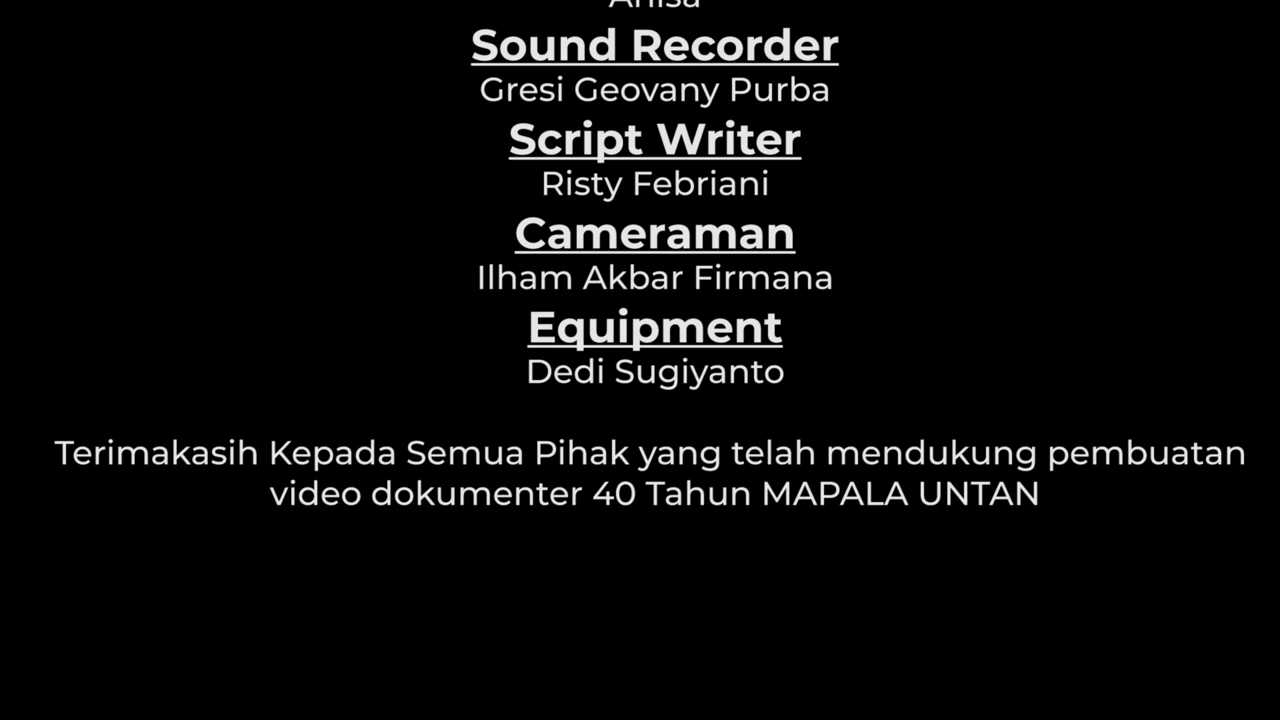 Anisa
Sound Recorder
Gresi Geovany Purba
Script Writer
Risty Febriani
Cameraman
Ilham Akbar Firmana
Equipment
Dedi Sugiyanto
Terimakasih Kepada Semua Pihak yang telah mendukung pembuatan
video dokumenter 40 Tahun MAPALA UNTAN